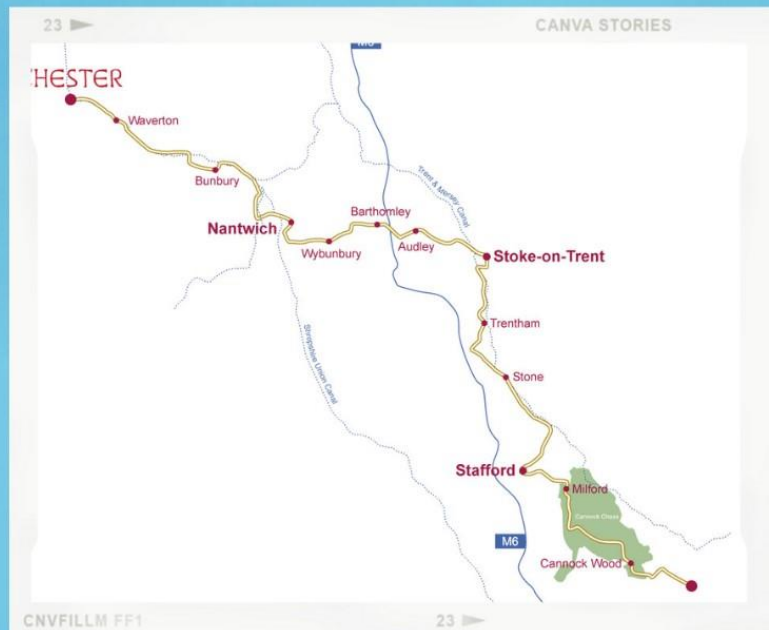 23
CANVA STORIES
HESTER
Waverton
Bunbury
Trent & Mersey Canal
Nantwich
Barthomley
Wybunbury
Audley
Stoke-on-Trent
Trentham
Shropshire Union Canal
Stone
Stafford
Milford
Cannock Chase
M6
Cannock Wood
CNVFILLM FF1
23